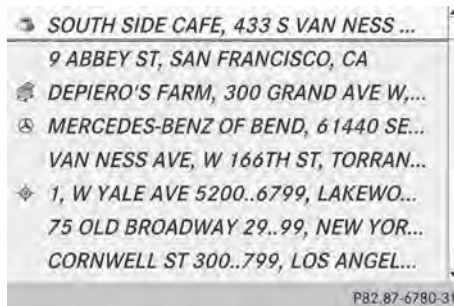 SOUTH SIDE CAFE, 433 S VAN NESS ...
9 ABBEY ST, SAN FRANCISCO, CA
DEPIERO'S FARM, 300 GRAND AVE W,...
MERCEDES-BENZ OF BEND, 61440 SE...
VAN NESS AVE, W 166TH ST, TORRAN...
1, W YALE AVE 5200..6799, LAKEWO...
75 OLD BROADWAY 29..99, NEW YOR...
CORNWELL ST 300..799, LOS ANGEL...
P82.87-6780-31